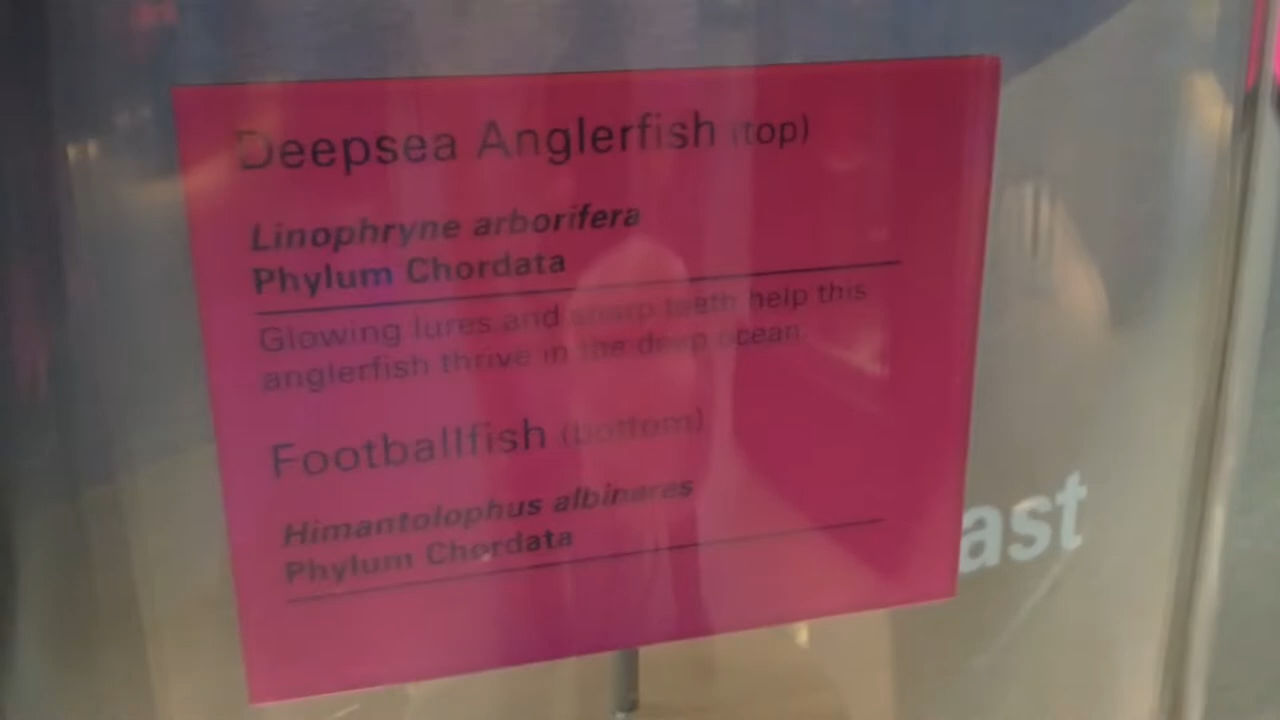 Deepsea Anglerfish (top)
Linophryne arborifera
Phylum Chordata
Glowing lures and sharp teeth help this
anglerfish thrive in the deep ocean.
Footballfish (bottom)
Himantolophus albinares
Phylum Chordata
ast